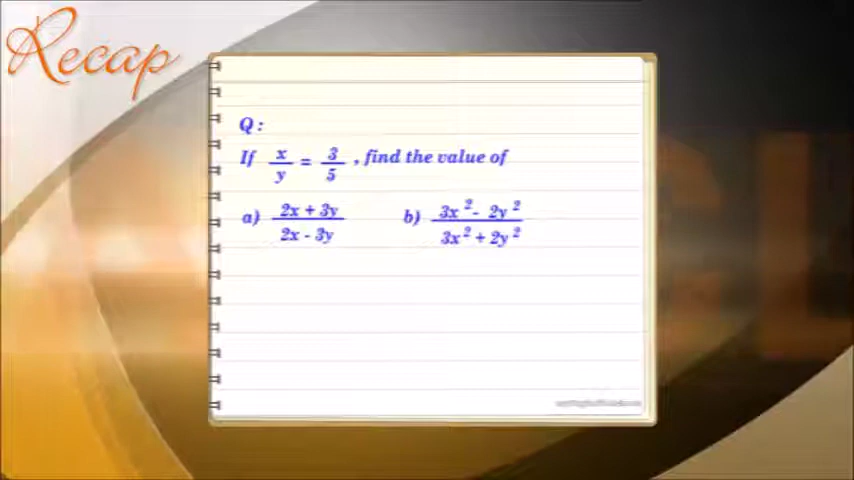 Recap
Q :
If x/y = 3/5 , find the value of
a) 2x + 3y / 2x - 3y b) 3x² - 2y² / 3x² + 2y²